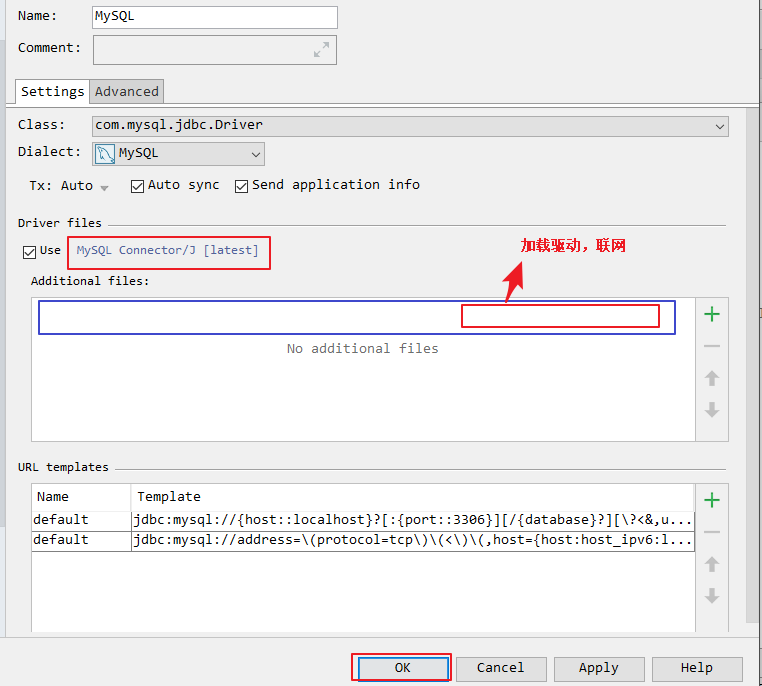 Name: MySQL
Comment:
Settings Advanced
Class: com.mysql.jdbc.Driver
Dialect: MySQL
Tx: Auto Auto sync Send application info
Driver files
Use MySQL Connector/J [latest]
加载驱动，联网
Additional files:
No additional files
URL templates
Name Template
default jdbc:mysql://{host::localhost}?[:{port::3306}][/{database}?][\?<&,u...
default jdbc:mysql://address=\(protocol=tcp\)\(<\)\(,host={host:host_ipv6:l...
OK Cancel Apply Help